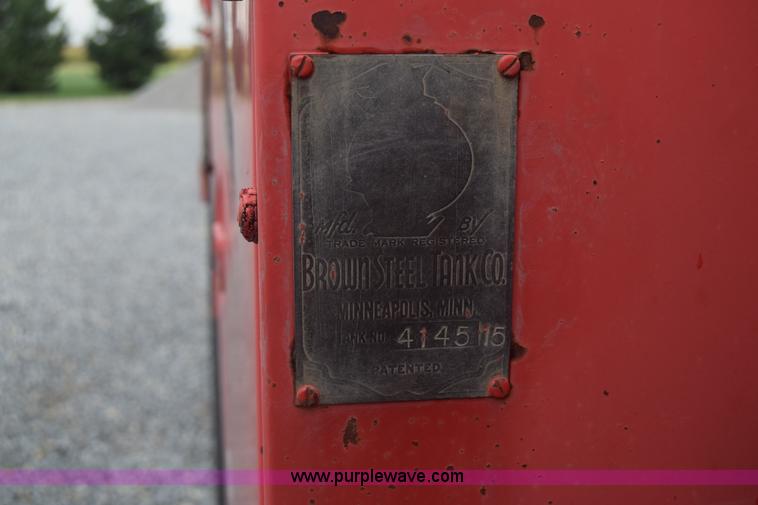 Mfd. By
TRADE MARK REGISTERED
BROWN STEEL TANK CO.
MINNEAPOLIS, MINN.
TANK NO. 414515
PATENTED
www.purplewave.com